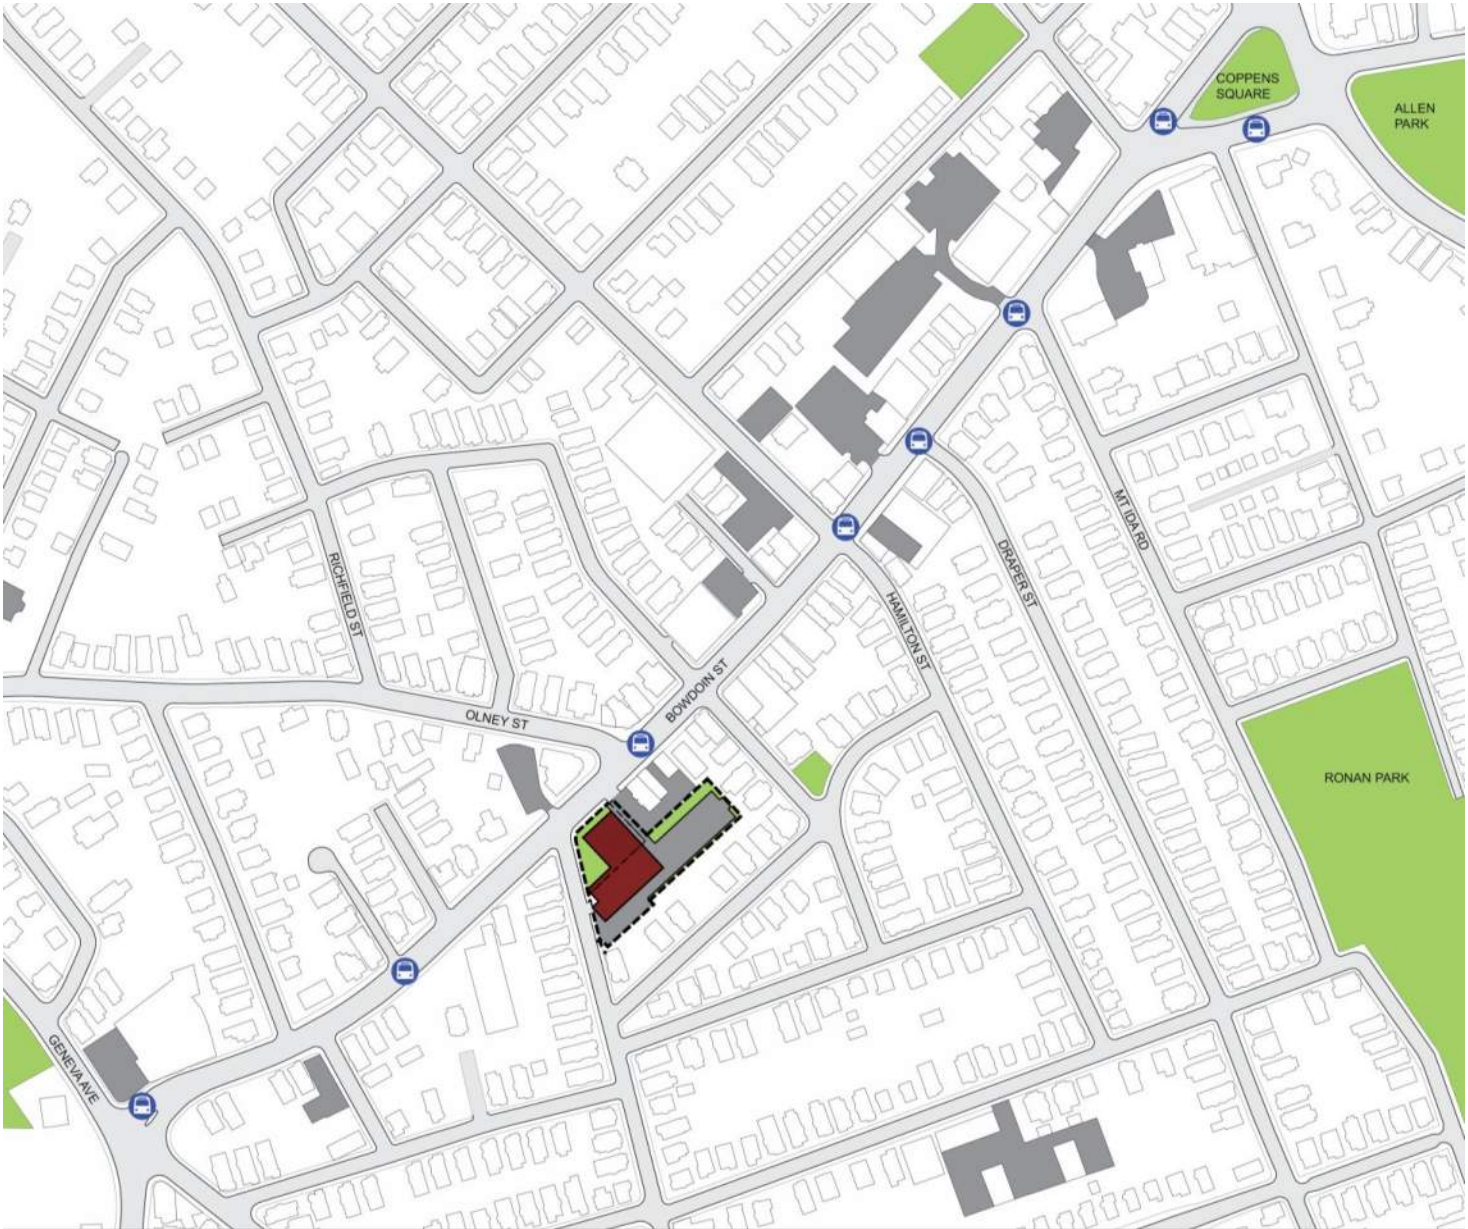 COPPENS
SQUARE
ALLEN
PARK
MT IDA RD
DRAPER ST
RICHFIELD ST
HAMILTON ST
BOWDOIN ST
OLNEY ST
RONAN PARK
GENEVA AVE